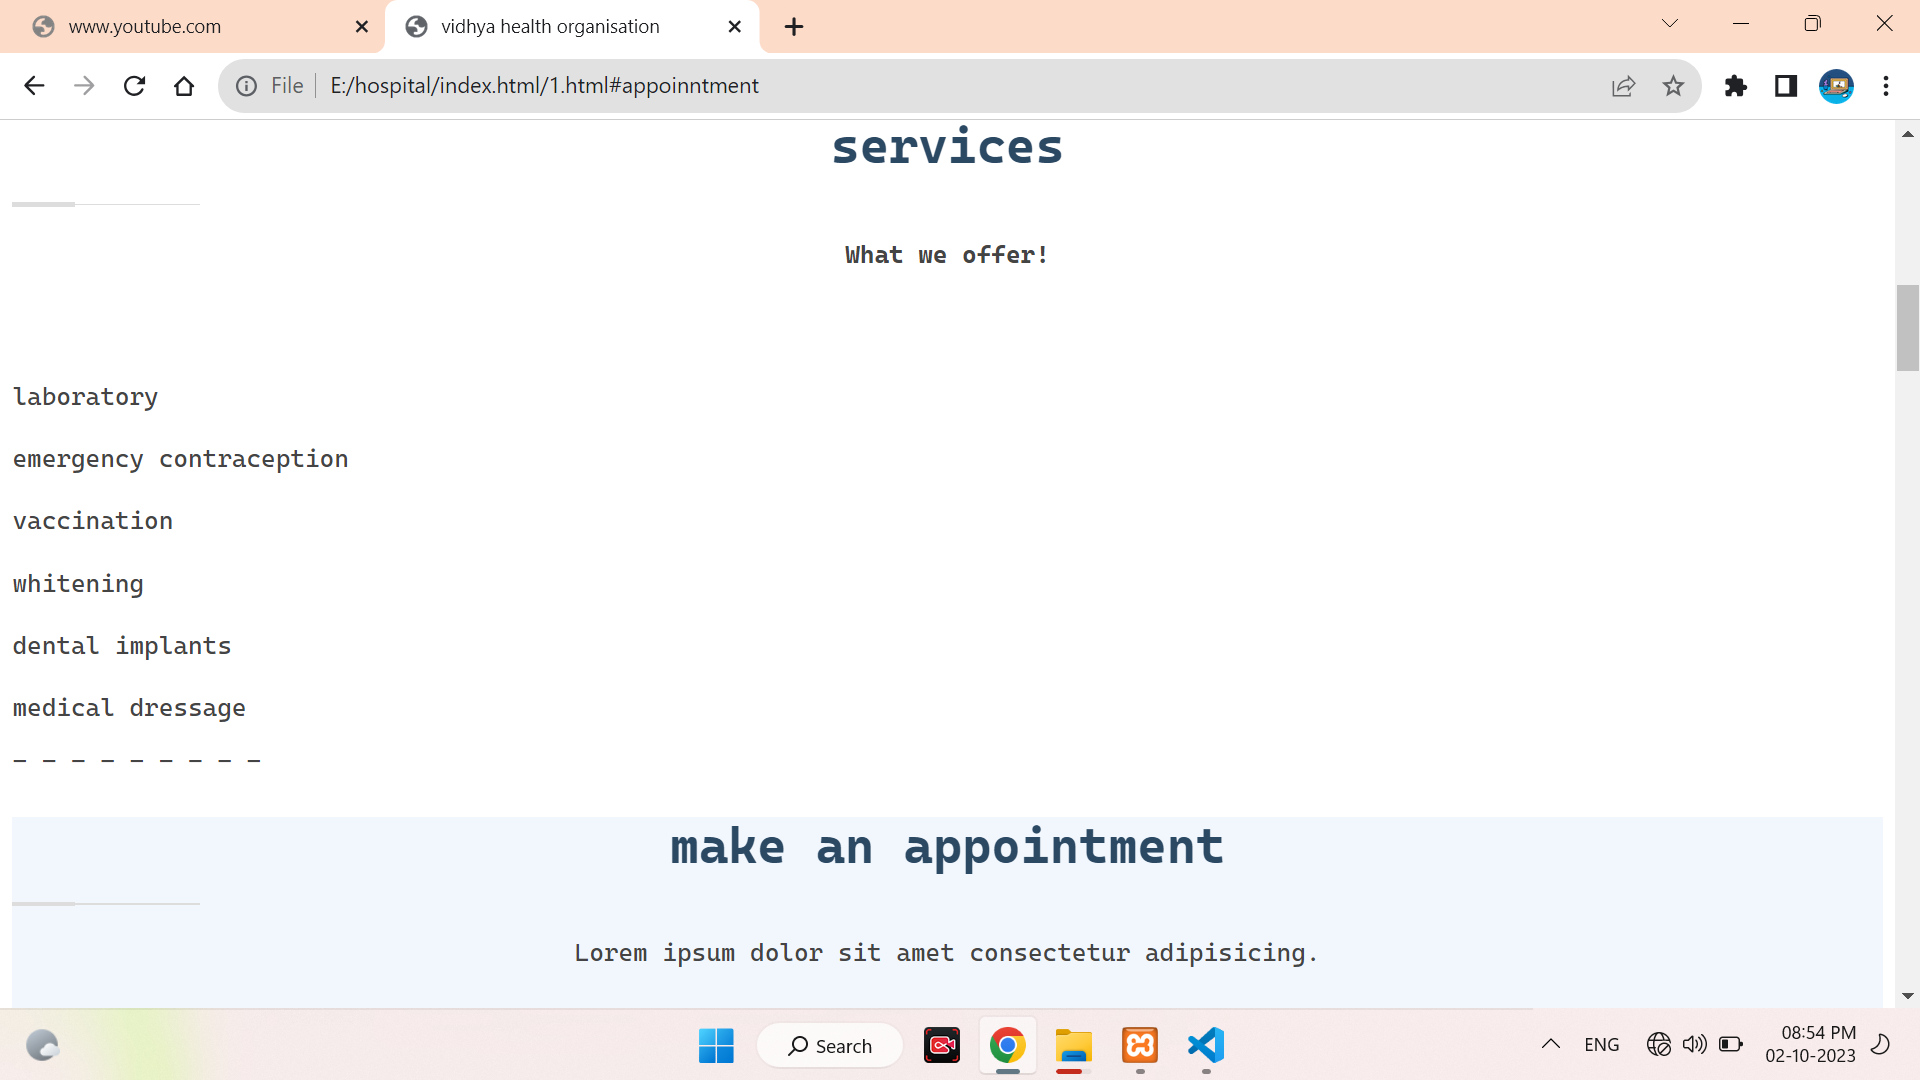 www.youtube.com
vidhya health organisation
File
E:/hospital/index.html/1.html#appoinntment
services
What we offer!
laboratory
emergency contraception
vaccination
whitening
dental implants
medical dressage
- - - - - - - - -
make an appointment
Lorem ipsum dolor sit amet consectetur adipisicing.
Search
ENG
08:54 PM
02-10-2023